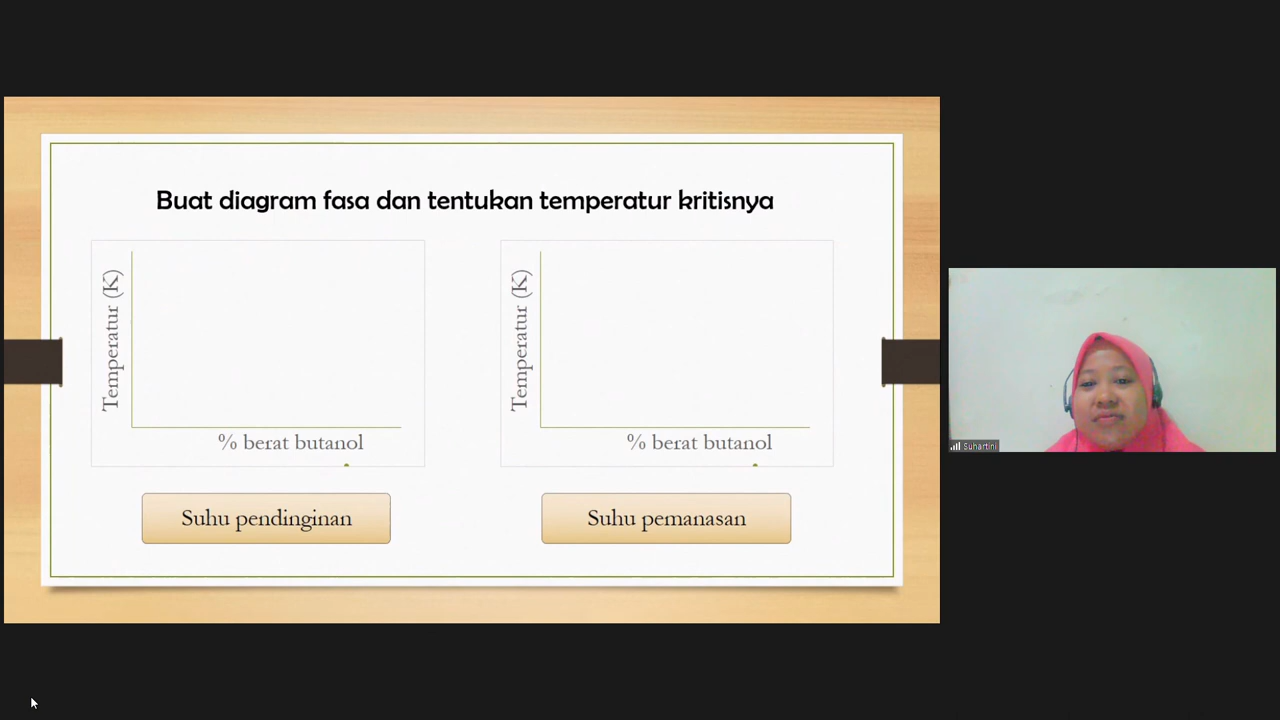 Buat diagram fasa dan tentukan temperatur kritisnya
Temperatur (K)
% berat butanol
Suhu pendinginan
Temperatur (K)
% berat butanol
Suhu pemanasan
Suhartini